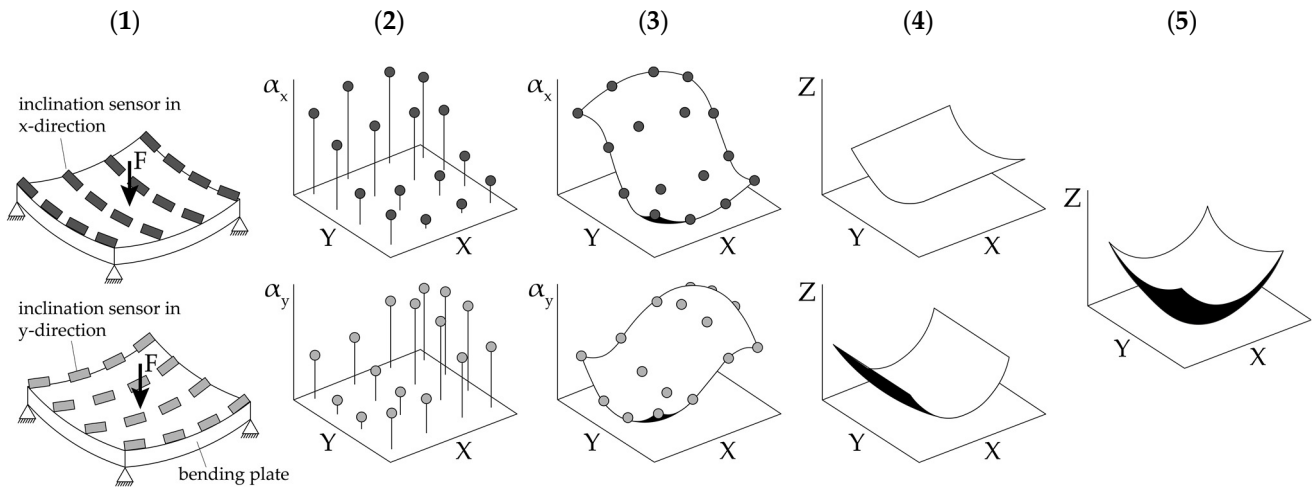 (1)
(2)
(3)
(4)
(5)
inclination sensor in
x-direction
F
αx
Y
X
αx
Y
X
Z
Y
X
Z
Y
X
inclination sensor in
y-direction
F
bending plate
αy
Y
X
αy
Y
X
Z
Y
X